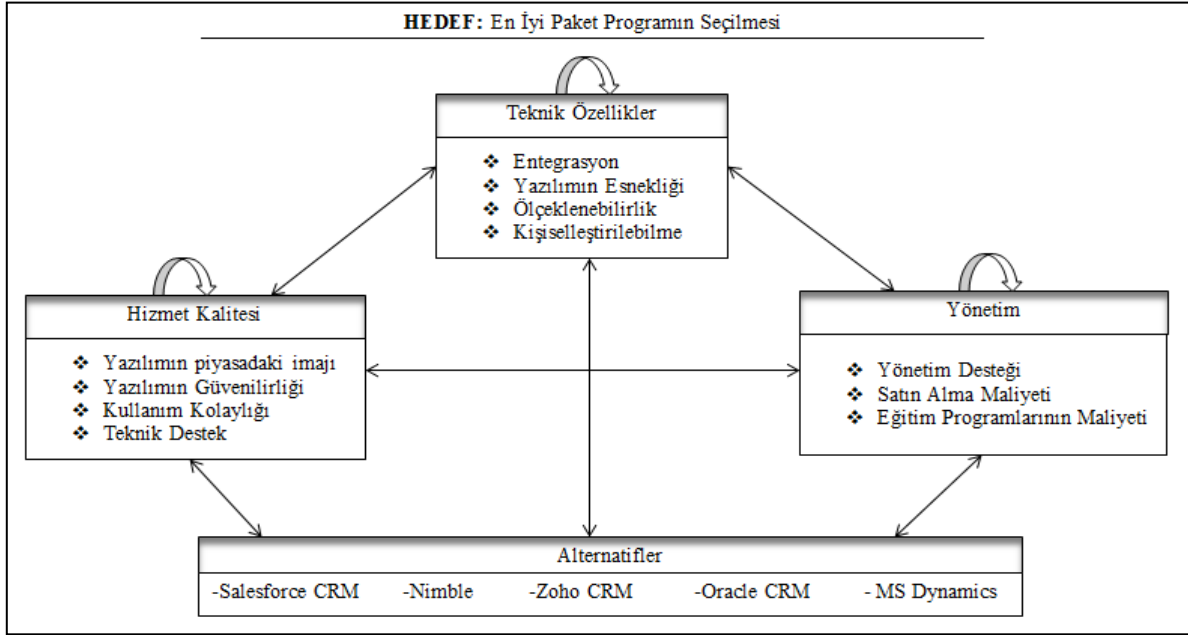 HEDEF: En İyi Paket Programın Seçilmesi
Teknik Özellikler
❖ Entegrasyon
❖ Yazılımın Esnekliği
❖ Ölçeklenebilirlik
❖ Kişiselleştirilebilme
Hizmet Kalitesi
❖ Yazılımın piyasadaki imajı
❖ Yazılımın Güvenilirliği
❖ Kullanım Kolaylığı
❖ Teknik Destek
Yönetim
❖ Yönetim Desteği
❖ Satın Alma Maliyeti
❖ Eğitim Programlarının Maliyeti
Alternatifler
-Salesforce CRM -Nimble -Zoho CRM -Oracle CRM - MS Dynamics